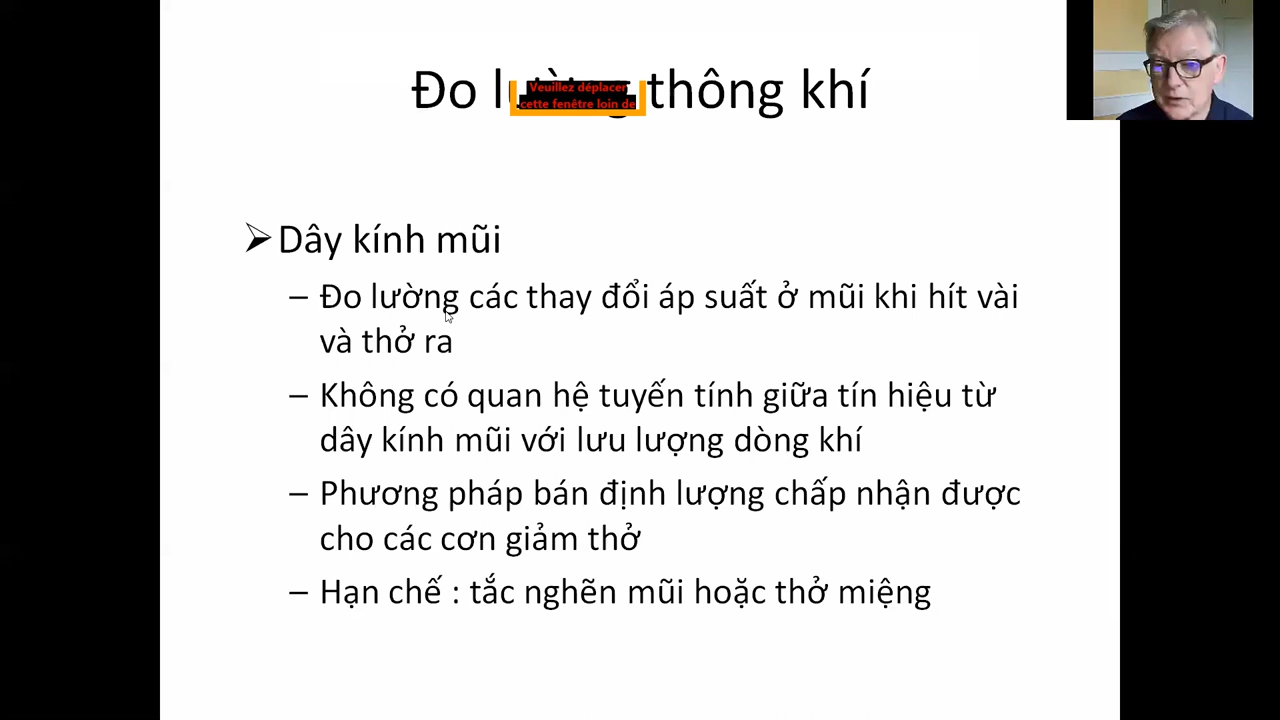 Đo lường thông khí
Veuillez déplacer
cette fenêtre loin de
Dây kính mũi
– Đo lường các thay đổi áp suất ở mũi khi hít vài
và thở ra
– Không có quan hệ tuyến tính giữa tín hiệu từ
dây kính mũi với lưu lượng dòng khí
– Phương pháp bán định lượng chấp nhận được
cho các cơn giảm thở
– Hạn chế : tắc nghẽn mũi hoặc thở miệng